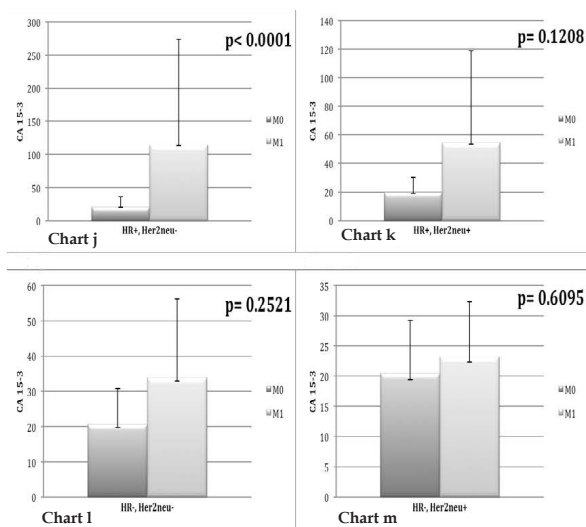 300
250
200
150
100
50
0
CA 15-3
p< 0.0001
M0
M1
HR+, Her2neu-
Chart j
140
120
100
80
60
40
20
0
CA 15-3
p= 0.1208
M0
M1
HR+, Her2neu+
Chart k
60
50
40
30
20
10
0
CA 15-3
p= 0.2521
M0
M1
HR-, Her2neu-
Chart l
35
30
25
20
15
10
5
0
CA 15-3
p= 0.6095
M0
M1
HR-, Her2neu+
Chart m